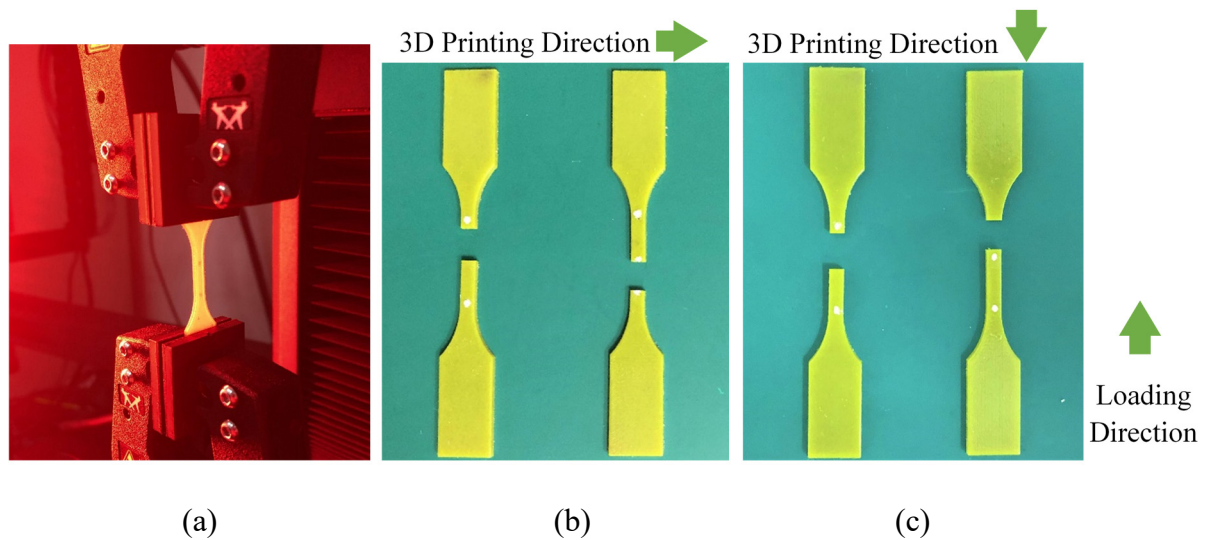 3D Printing Direction
3D Printing Direction
Loading
Direction
(a)
(b)
(c)